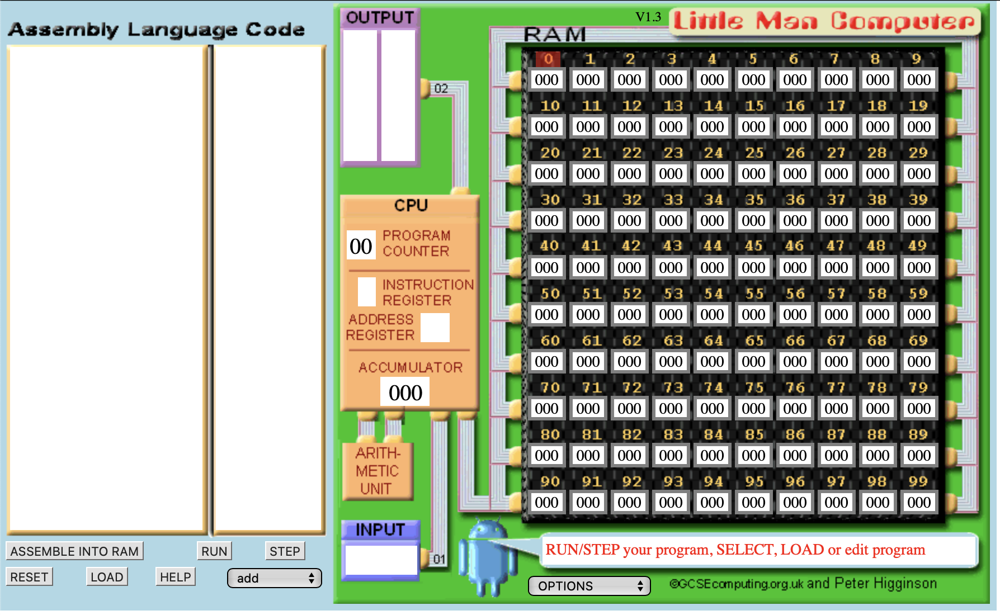 Assembly Language Code
ASSEMBLE INTO RAM
RUN
STEP
RESET
LOAD
HELP
add
OUTPUT
02
CPU
00
PROGRAM
COUNTER
INSTRUCTION
REGISTER
ADDRESS
REGISTER
ACCUMULATOR
000
ARITH-
METIC
UNIT
INPUT
01
V1.3
Little Man Computer
RAM
0 1 2 3 4 5 6 7 8 9
000 000 000 000 000 000 000 000 000 000
10 11 12 13 14 15 16 17 18 19
000 000 000 000 000 000 000 000 000 000
20 21 22 23 24 25 26 27 28 29
000 000 000 000 000 000 000 000 000 000
30 31 32 33 34 35 36 37 38 39
000 000 000 000 000 000 000 000 000 000
40 41 42 43 44 45 46 47 48 49
000 000 000 000 000 000 000 000 000 000
50 51 52 53 54 55 56 57 58 59
000 000 000 000 000 000 000 000 000 000
60 61 62 63 64 65 66 67 68 69
000 000 000 000 000 000 000 000 000 000
70 71 72 73 74 75 76 77 78 79
000 000 000 000 000 000 000 000 000 000
80 81 82 83 84 85 86 87 88 89
000 000 000 000 000 000 000 000 000 000
90 91 92 93 94 95 96 97 98 99
000 000 000 000 000 000 000 000 000 000
RUN/STEP your program, SELECT, LOAD or edit program
OPTIONS
©GCSEcomputing.org.uk and Peter Higginson